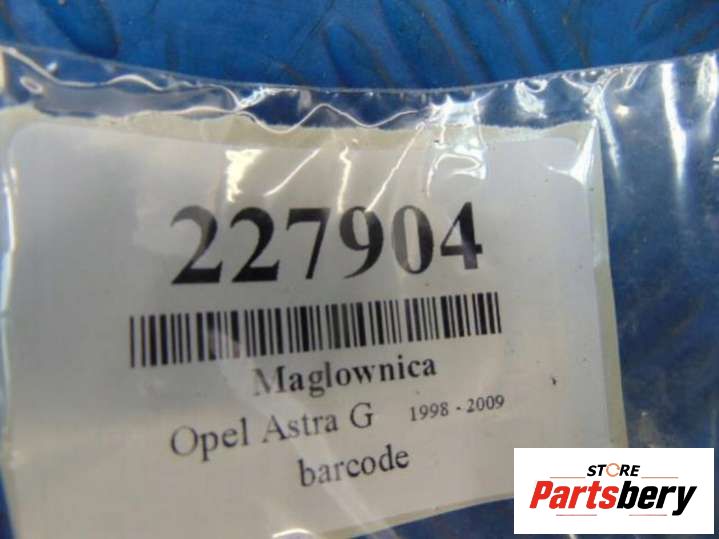 227904
Maglownica
Opel Astra G 1998 - 2009
barcode
STORE
Partsbery